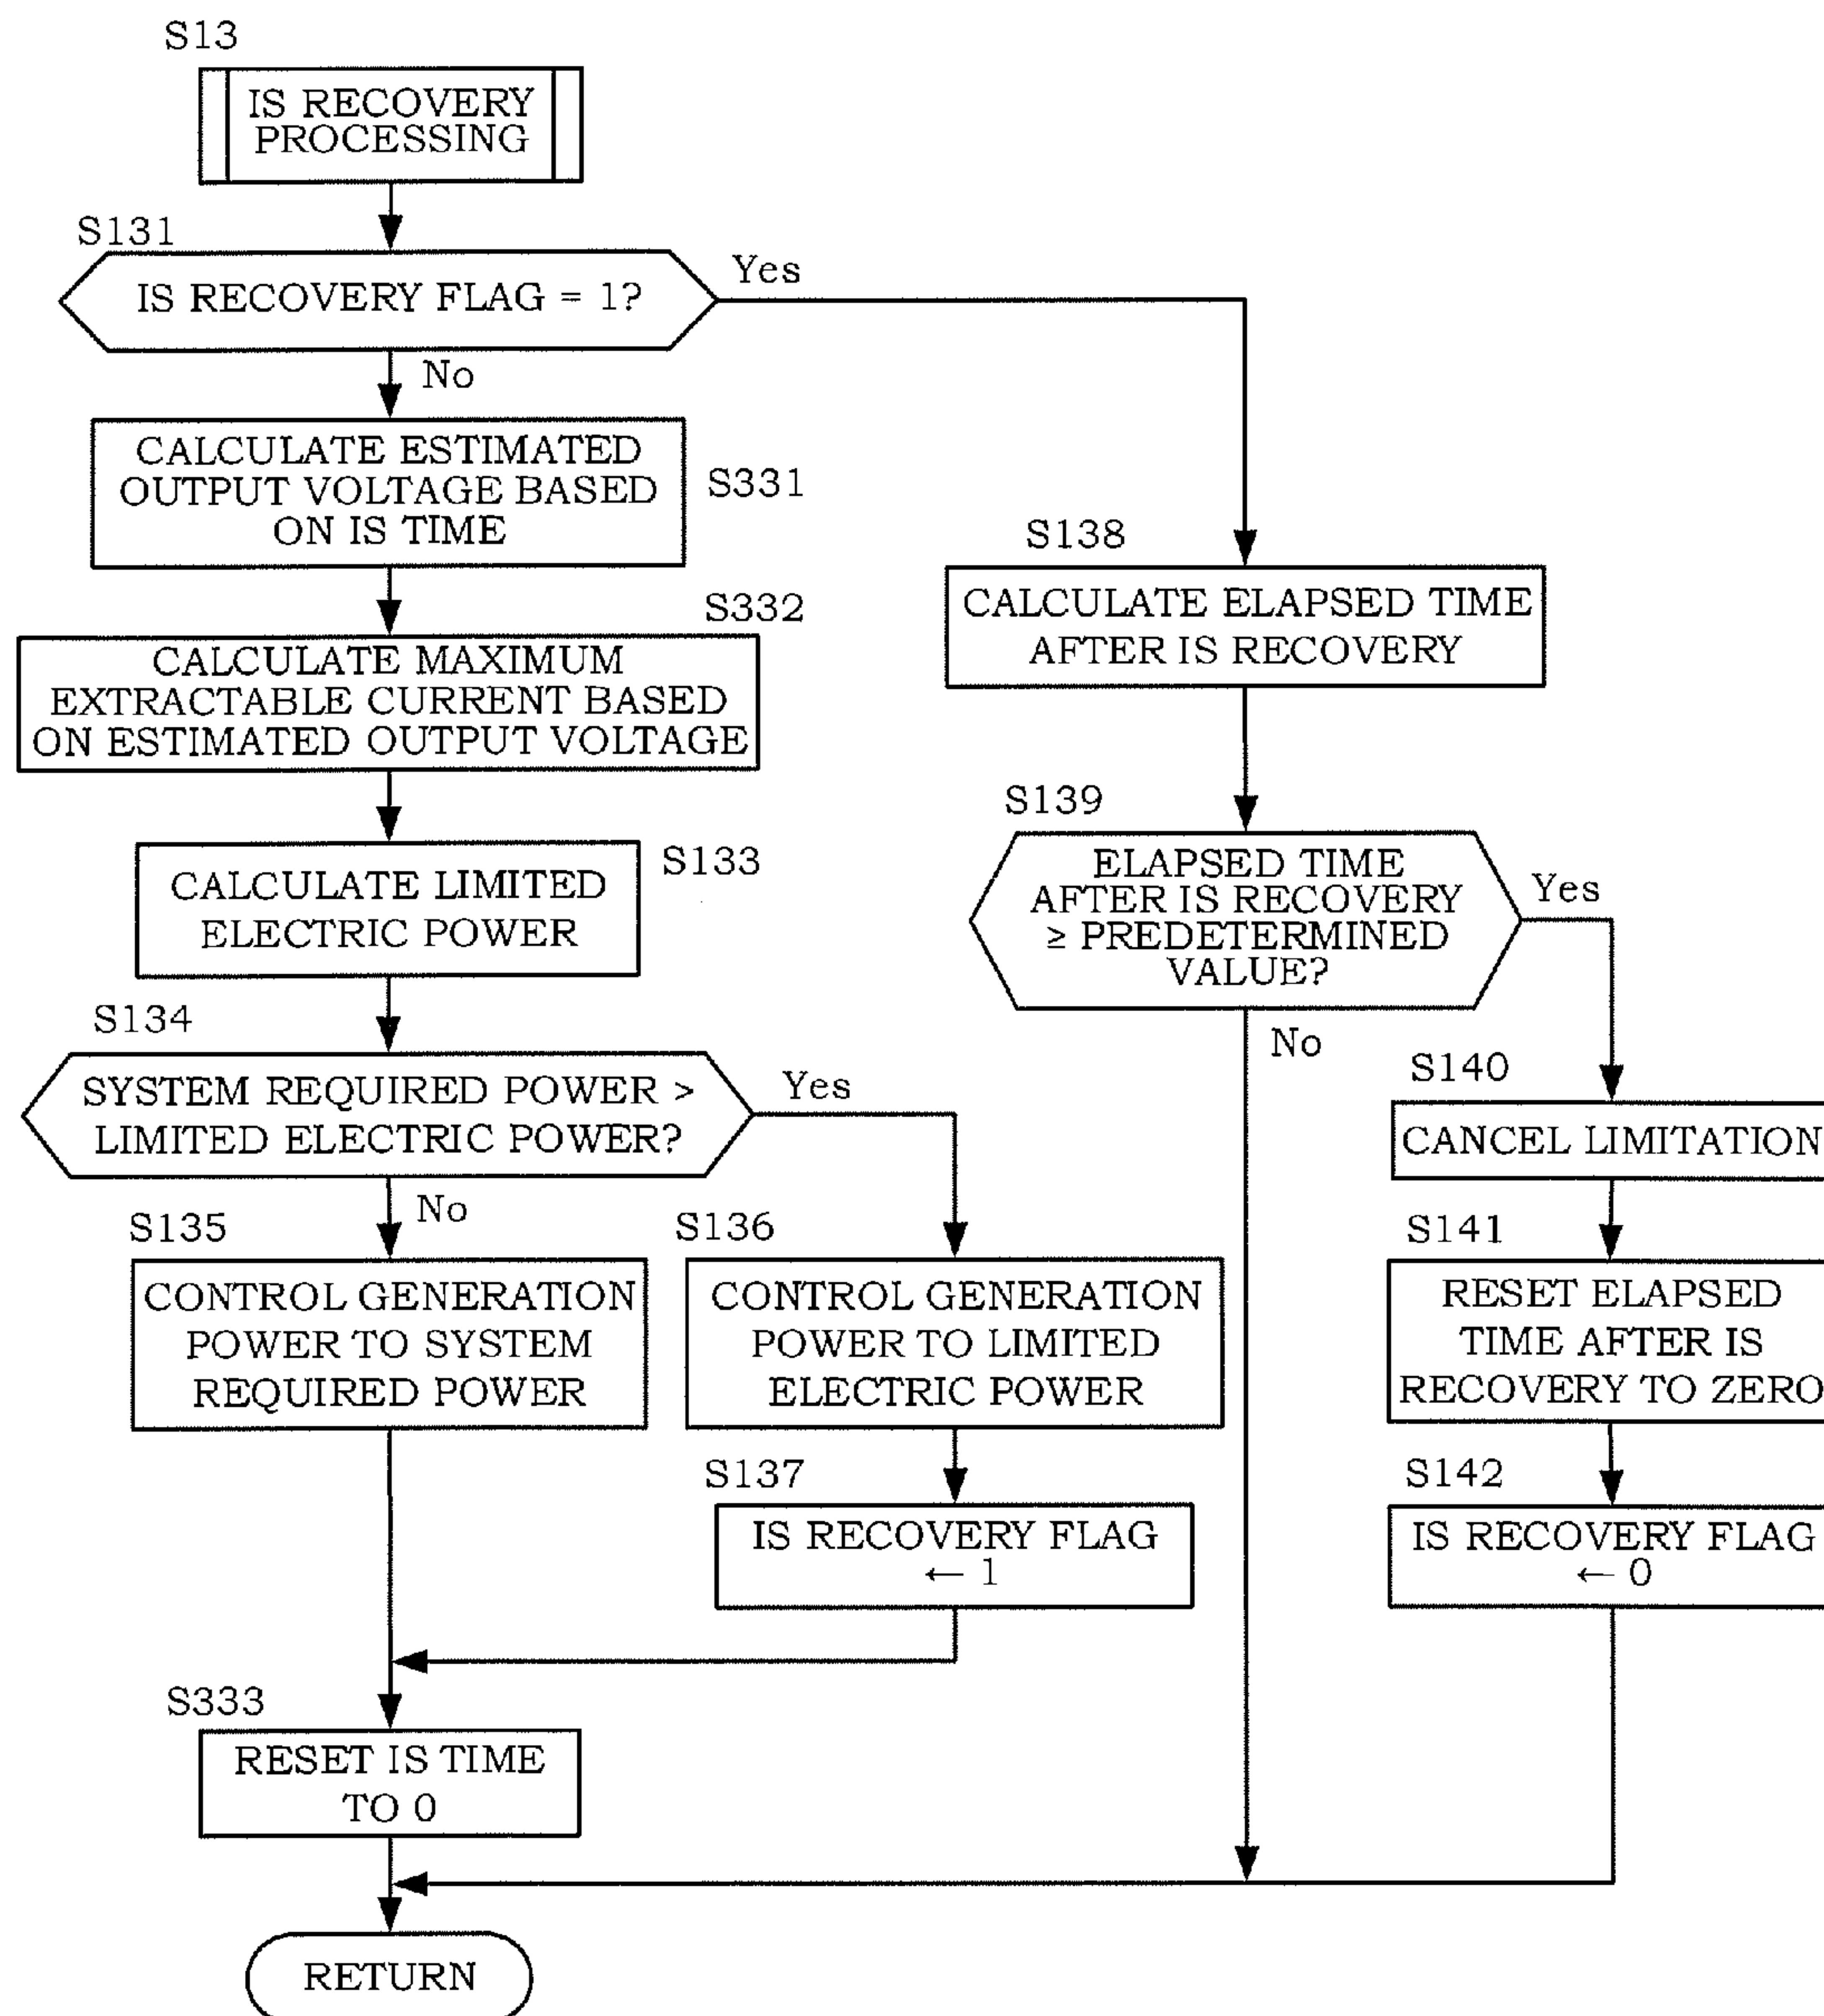 S13
IS RECOVERY
PROCESSING
S131
IS RECOVERY FLAG = 1?
Yes
No
CALCULATE ESTIMATED
OUTPUT VOLTAGE BASED
ON IS TIME
S331
S332
CALCULATE MAXIMUM
EXTRACTABLE CURRENT BASED
ON ESTIMATED OUTPUT VOLTAGE
S133
CALCULATE LIMITED
ELECTRIC POWER
S134
SYSTEM REQUIRED POWER >
LIMITED ELECTRIC POWER?
Yes
No
S135
CONTROL GENERATION
POWER TO SYSTEM
REQUIRED POWER
S136
CONTROL GENERATION
POWER TO LIMITED
ELECTRIC POWER
S137
IS RECOVERY FLAG
← 1
S333
RESET IS TIME
TO 0
S138
CALCULATE ELAPSED TIME
AFTER IS RECOVERY
S139
ELAPSED TIME
AFTER IS RECOVERY
≥ PREDETERMINED
VALUE?
Yes
No
S140
CANCEL LIMITATION
S141
RESET ELAPSED
TIME AFTER IS
RECOVERY TO ZERO
S142
IS RECOVERY FLAG
← 0
RETURN